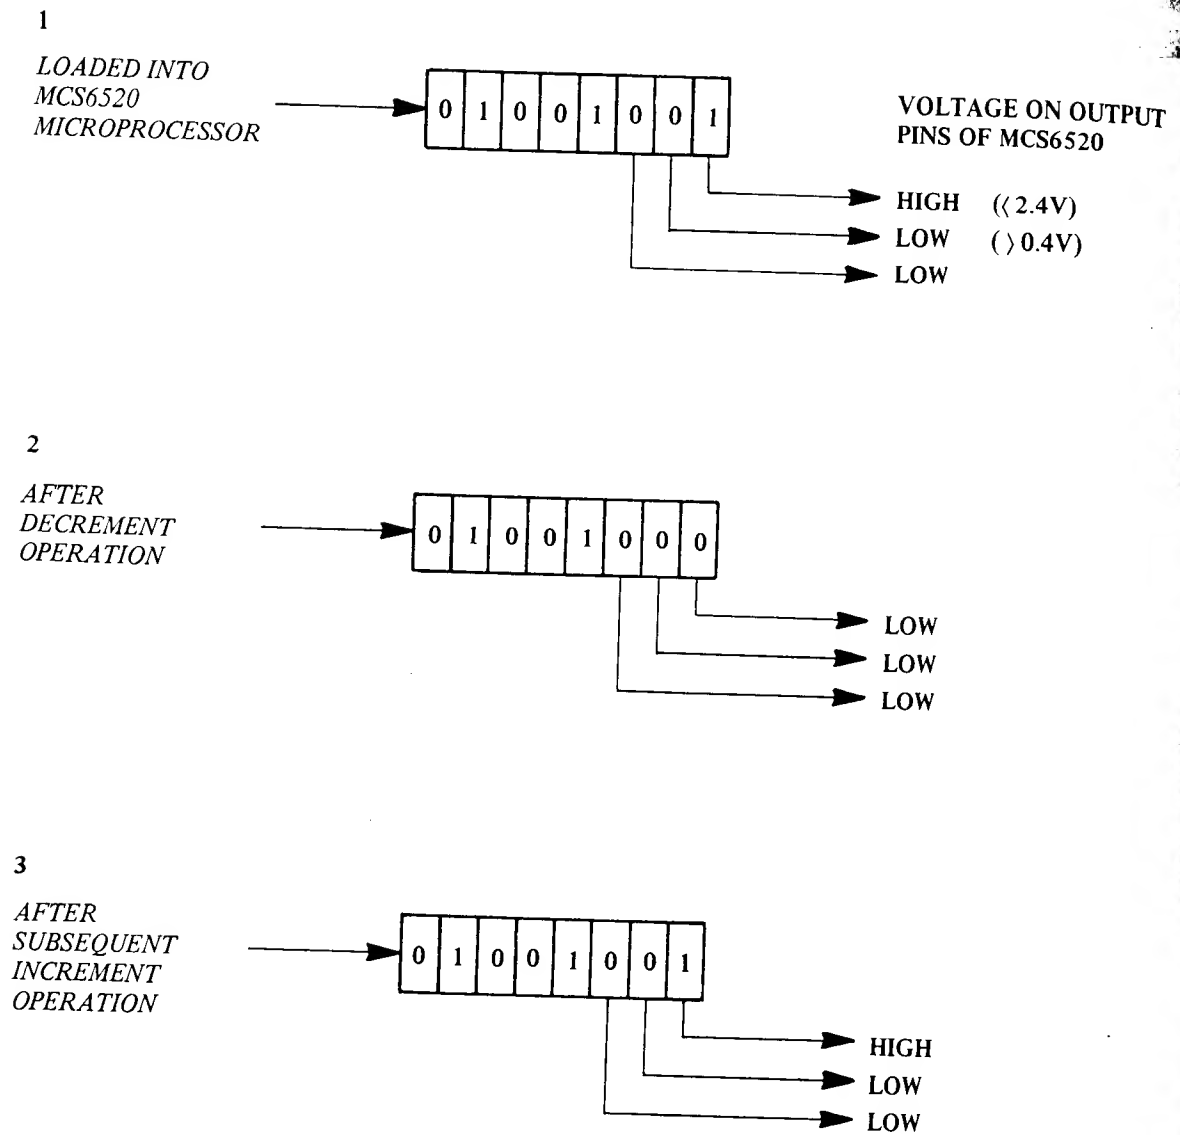 1
LOADED INTO
MCS6520
MICROPROCESSOR
0 1 0 0 1 0 0 1
VOLTAGE ON OUTPUT
PINS OF MCS6520
HIGH (⟨ 2.4V)
LOW ( ⟩ 0.4V)
LOW
2
AFTER
DECREMENT
OPERATION
0 1 0 0 1 0 0 0
LOW
LOW
LOW
3
AFTER
SUBSEQUENT
INCREMENT
OPERATION
0 1 0 0 1 0 0 1
HIGH
LOW
LOW